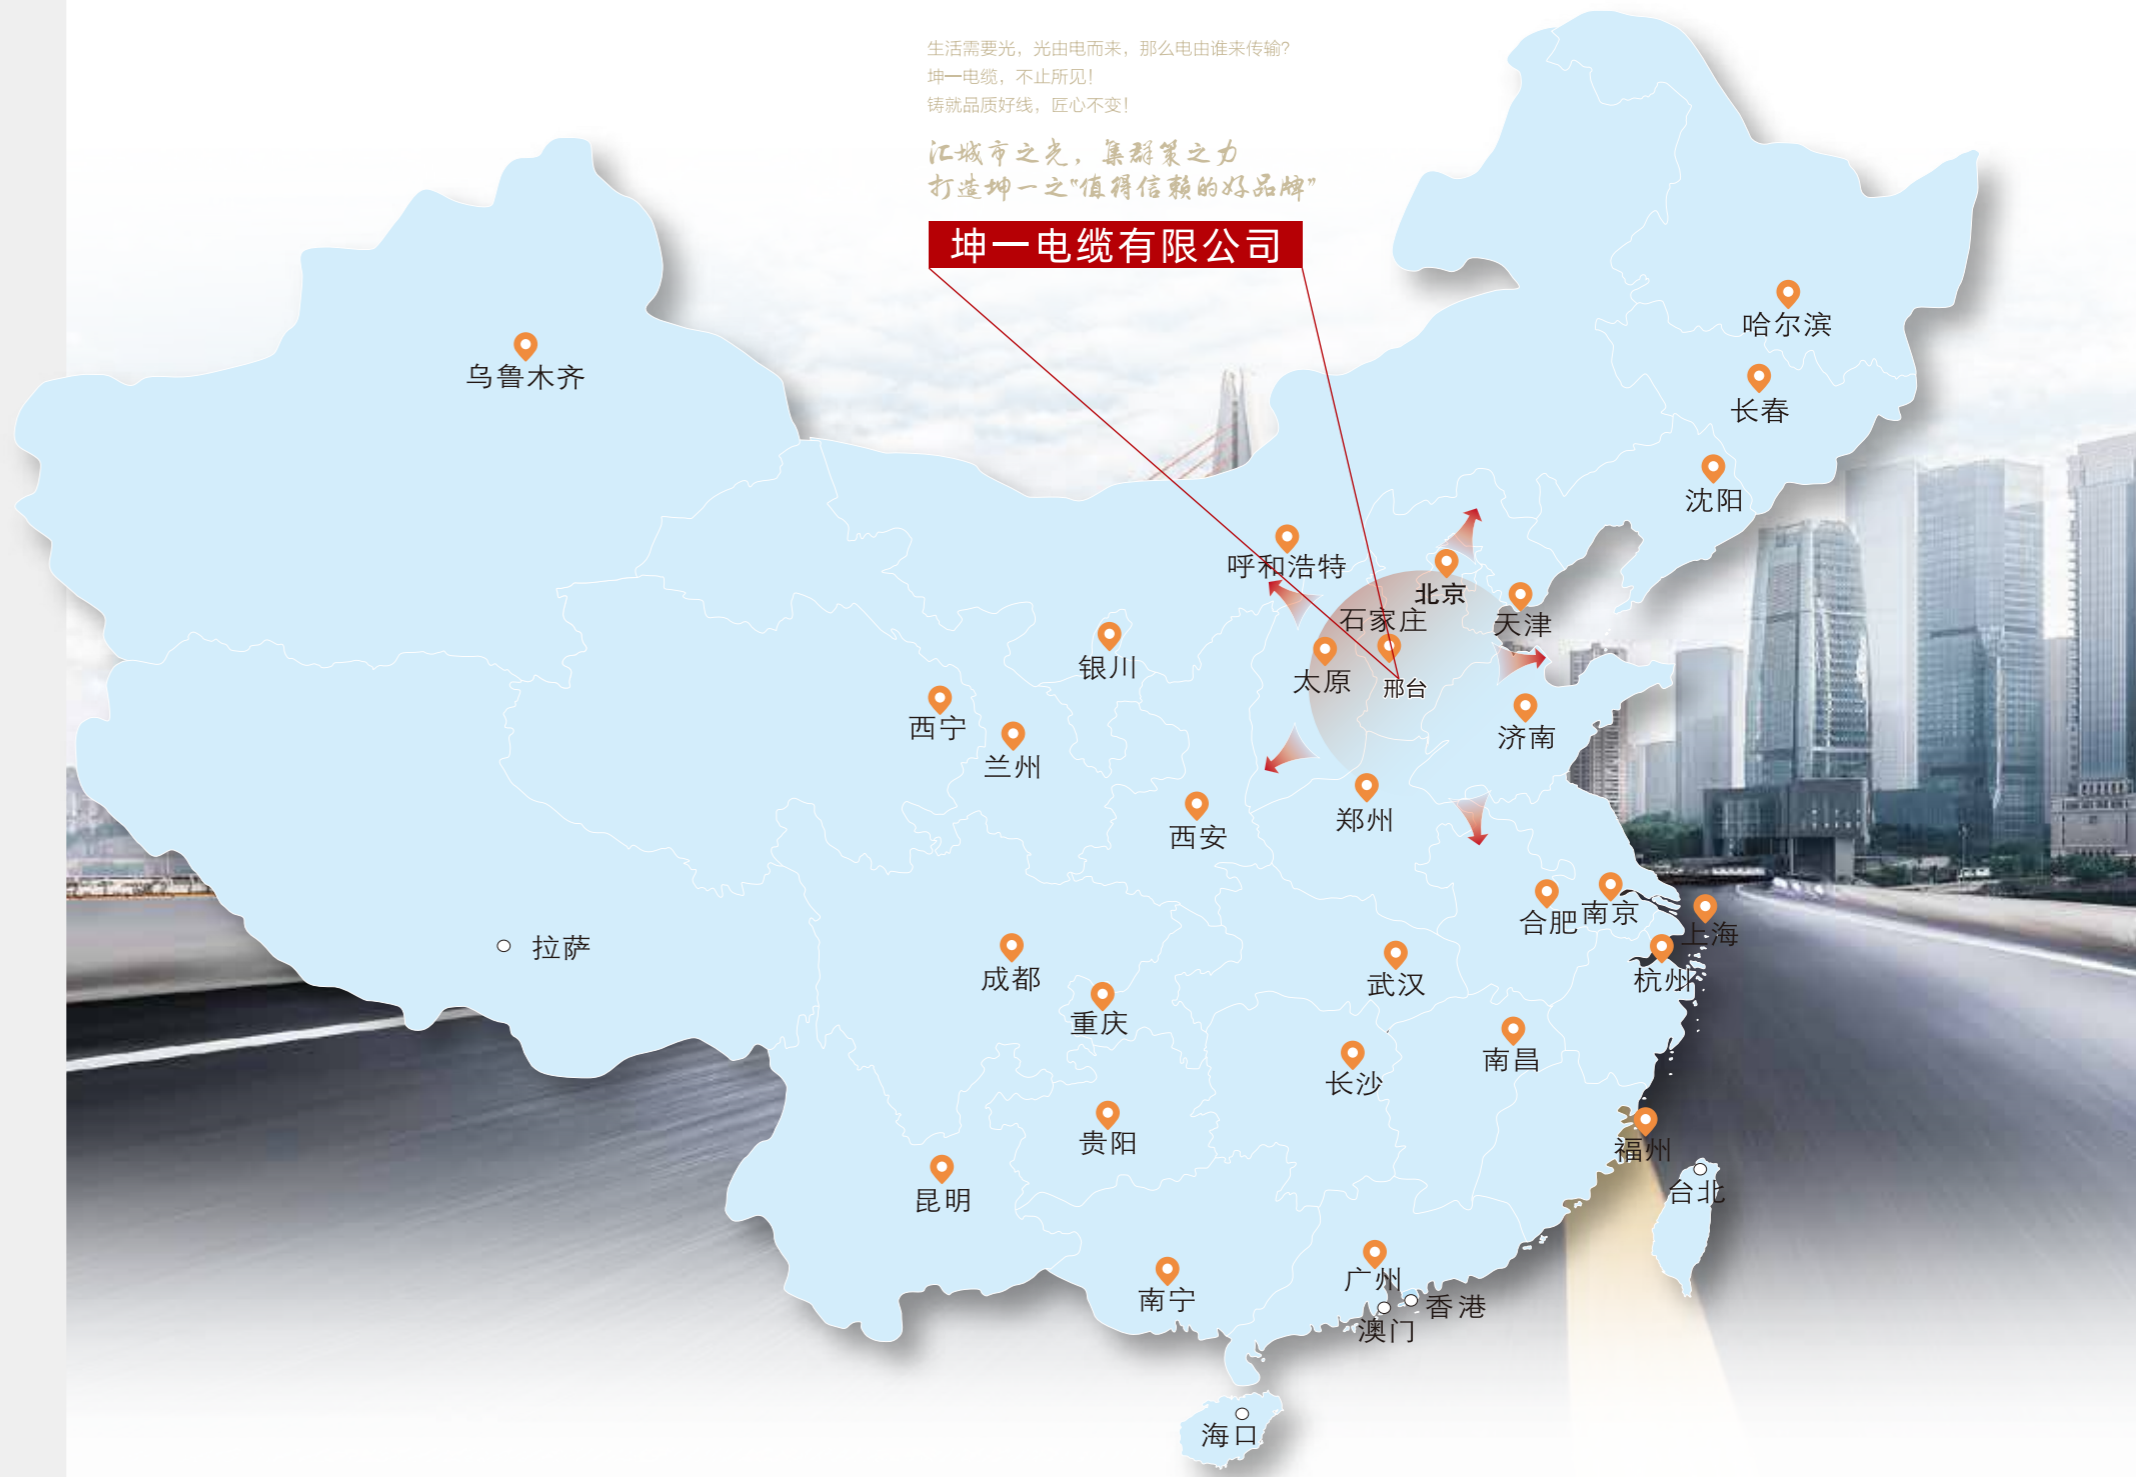 生活需要光，光由电而来，那么电由谁来传输？
坤一电缆，不止所见！
铸就品质好线，匠心不变！
汇城市之光，集群策之力
打造坤一之“值得信赖的好品牌”
坤一电缆有限公司
哈尔滨
乌鲁木齐
长春
沈阳
呼和浩特
北京
石家庄
天津
银川
太原
邢台
西宁
济南
兰州
郑州
西安
合肥
南京
上海
拉萨
成都
武汉
杭州
重庆
南昌
长沙
贵阳
福州
昆明
台北
广州
南宁
香港
澳门
海口